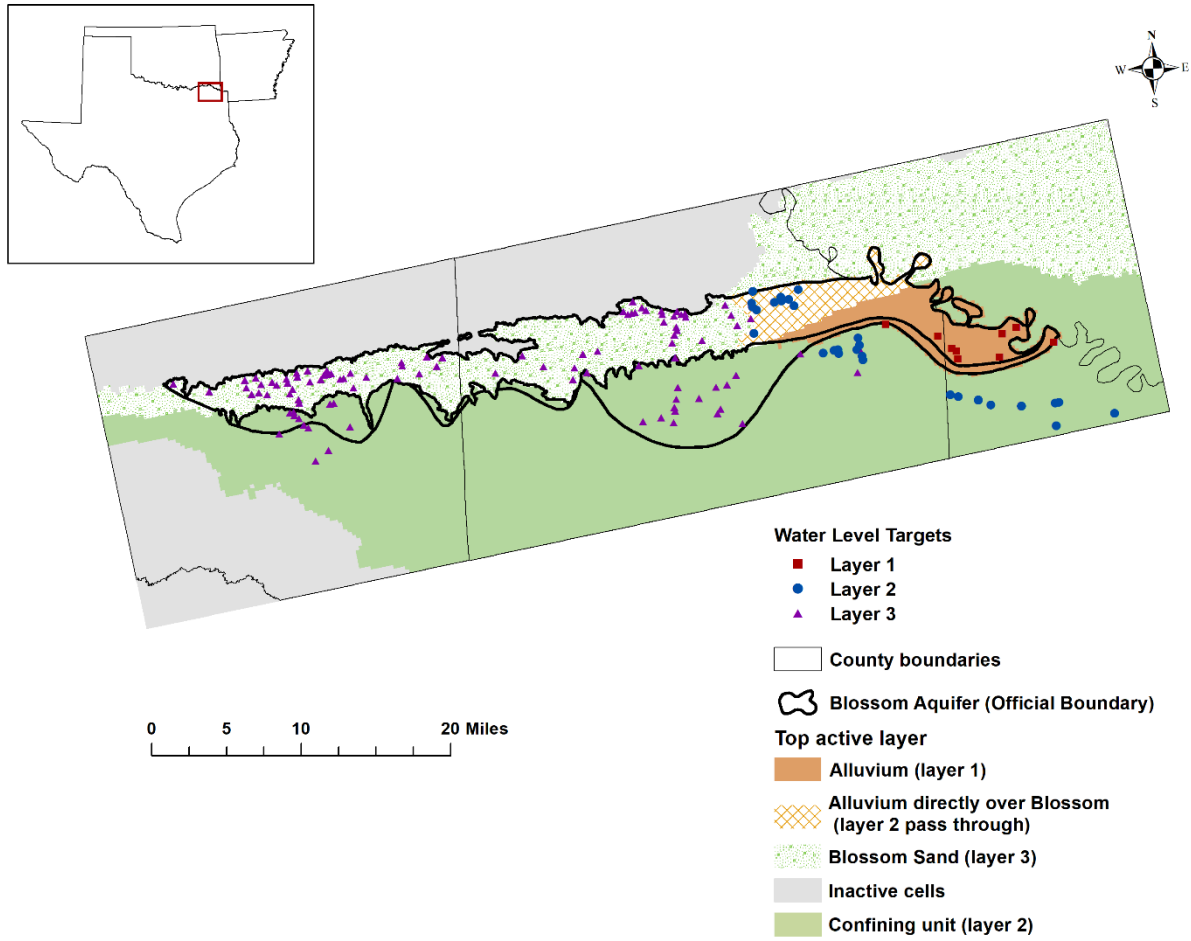 N
W E
S
Water Level Targets
Layer 1
Layer 2
Layer 3
County boundaries
Blossom Aquifer (Official Boundary)
Top active layer
Alluvium (layer 1)
Alluvium directly over Blossom
(layer 2 pass through)
Blossom Sand (layer 3)
Inactive cells
Confining unit (layer 2)
0 5 10 20 Miles